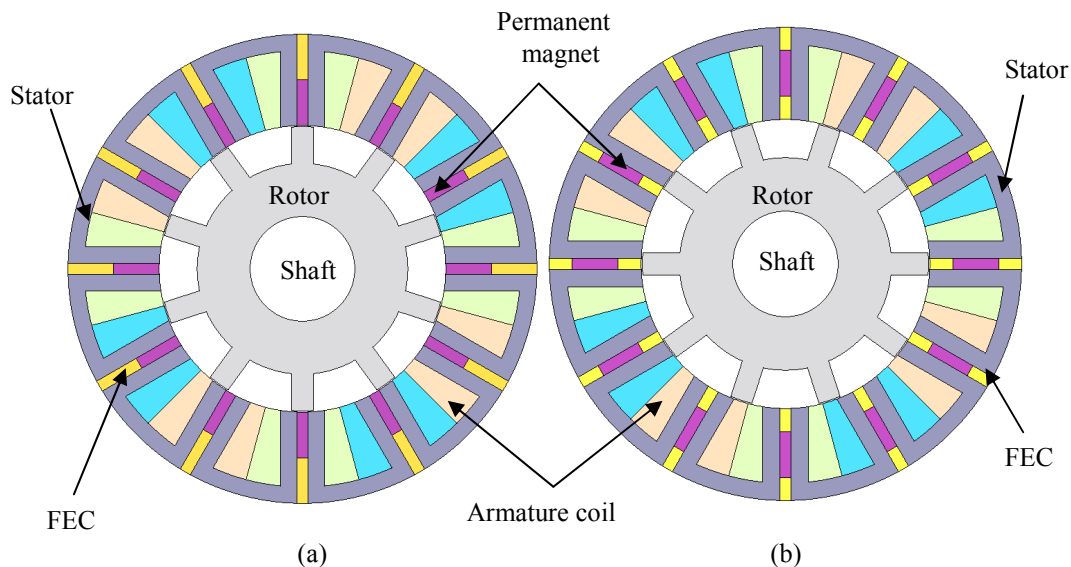 Permanent
magnet
Stator
Stator
Rotor
Rotor
Shaft
Shaft
FEC
FEC
Armature coil
(a)
(b)